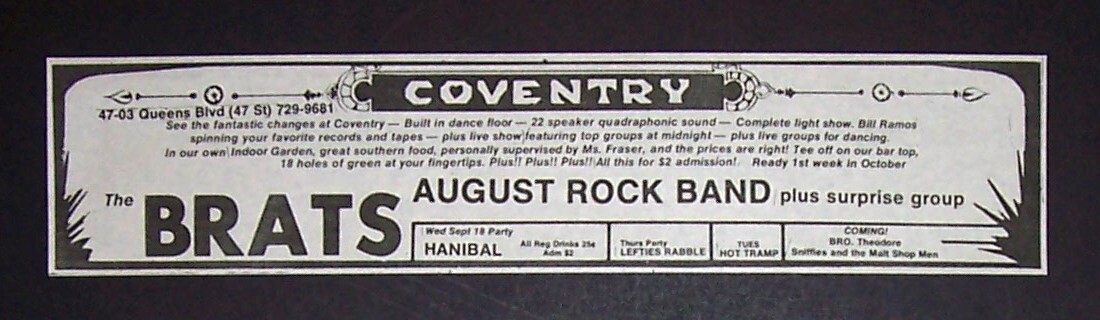 COVENTRY
47-03 Queens Blvd (47 St) 729-9681
See the fantastic changes at Coventry — Built in dance floor — 22 speaker quadraphonic sound — Complete light show. Bill Ramos
spinning your favorite records and tapes — plus live show featuring top groups at midnight — plus live groups for dancing.
In our own Indoor Garden, great southern food, personally supervised by Ms. Fraser, and the prices are right! Tee off on our bar top,
18 holes of green at your fingertips. Plus!! Plus!! Plus!! All this for $2 admission! Ready 1st week in October
The BRATS
AUGUST ROCK BAND plus surprise group
Wed Sept 18 Party
HANIBAL
All Reg Drinks 25¢
Adm $2
Thurs Party
LEFTIES RABBLE
TUES
HOT TRAMP
COMING!
BRO. Theodore
Sniffles and the Malt Shop Men